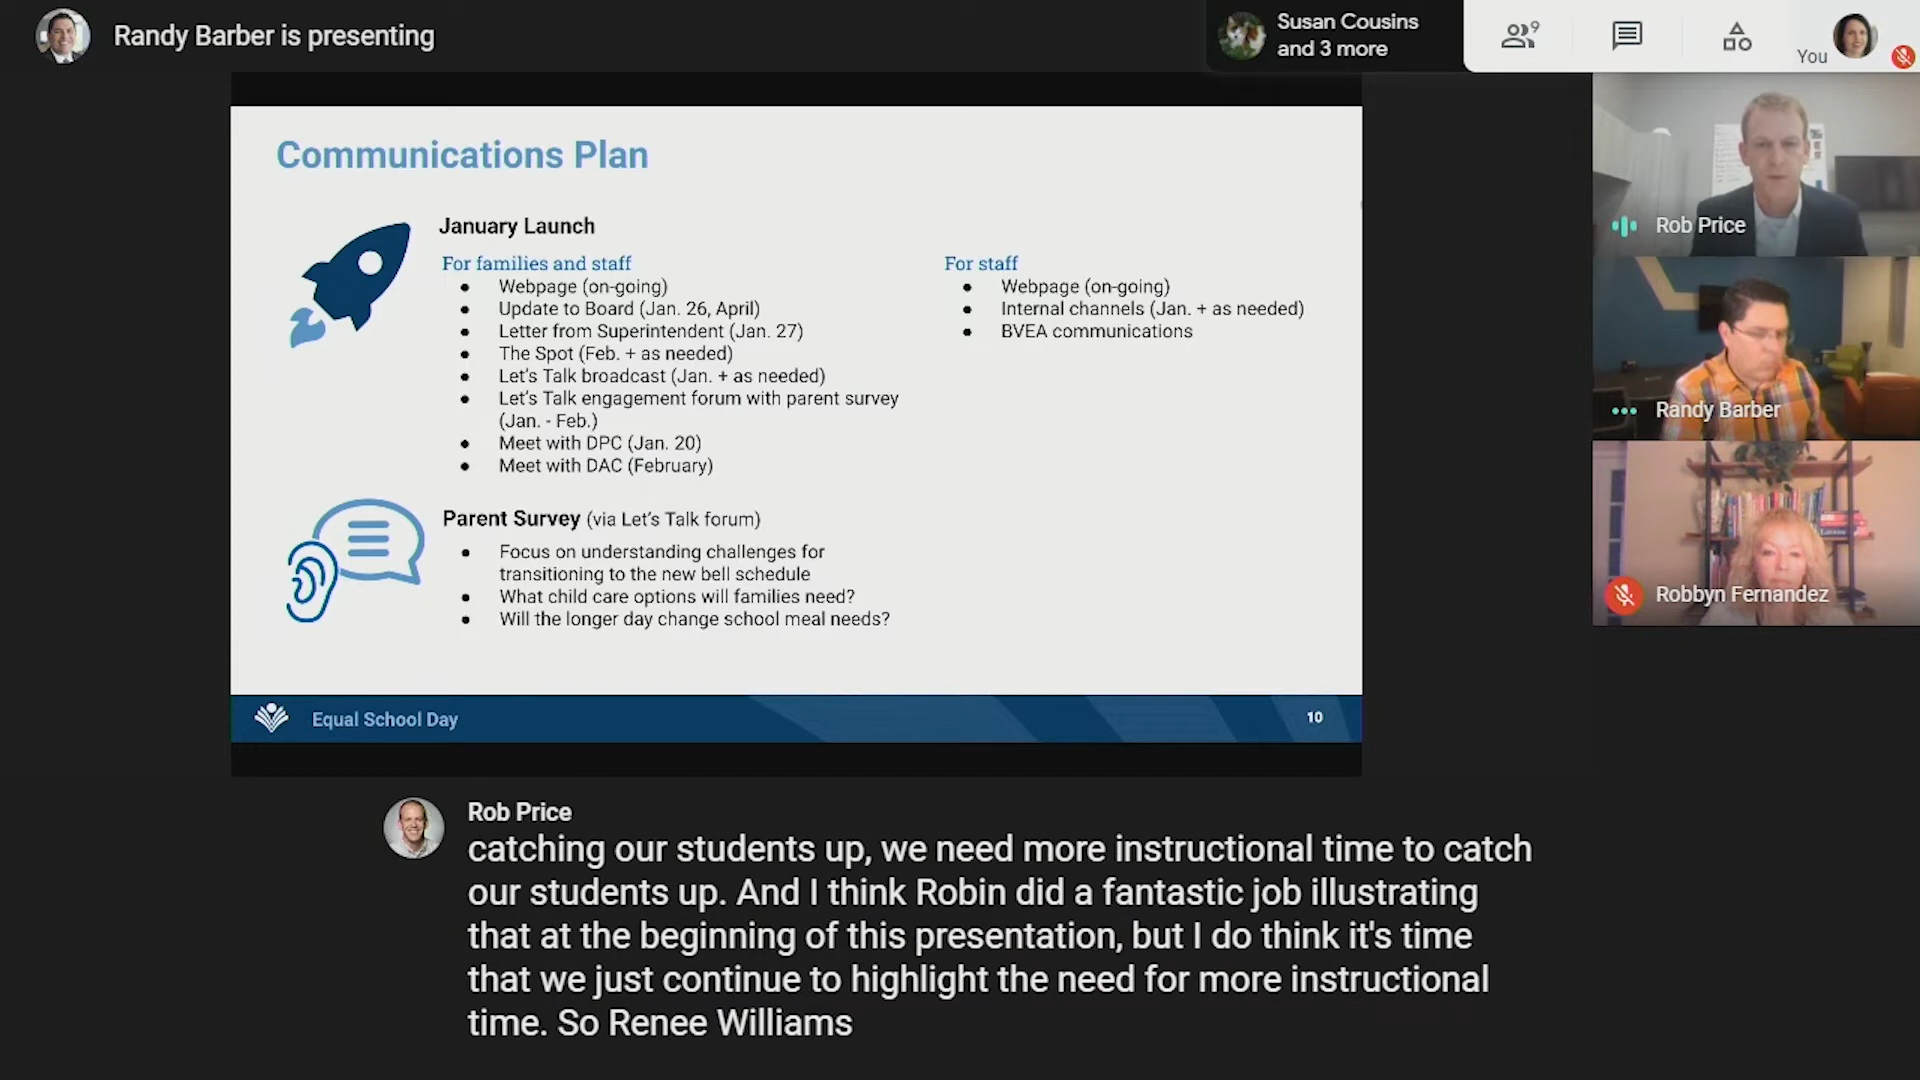 Randy Barber is presenting
Susan Cousins
and 3 more
9
You
Communications Plan
January Launch
For families and staff
Webpage (on-going)
Update to Board (Jan. 26, April)
Letter from Superintendent (Jan. 27)
The Spot (Feb. + as needed)
Let's Talk broadcast (Jan. + as needed)
Let's Talk engagement forum with parent survey
(Jan. - Feb.)
Meet with DPC (Jan. 20)
Meet with DAC (February)
For staff
Webpage (on-going)
Internal channels (Jan. + as needed)
BVEA communications
Parent Survey (via Let's Talk forum)
Focus on understanding challenges for
transitioning to the new bell schedule
What child care options will families need?
Will the longer day change school meal needs?
Equal School Day
10
Rob Price
Randy Barber
Robbyn Fernandez
Rob Price
catching our students up, we need more instructional time to catch
our students up. And I think Robin did a fantastic job illustrating
that at the beginning of this presentation, but I do think it's time
that we just continue to highlight the need for more instructional
time. So Renee Williams